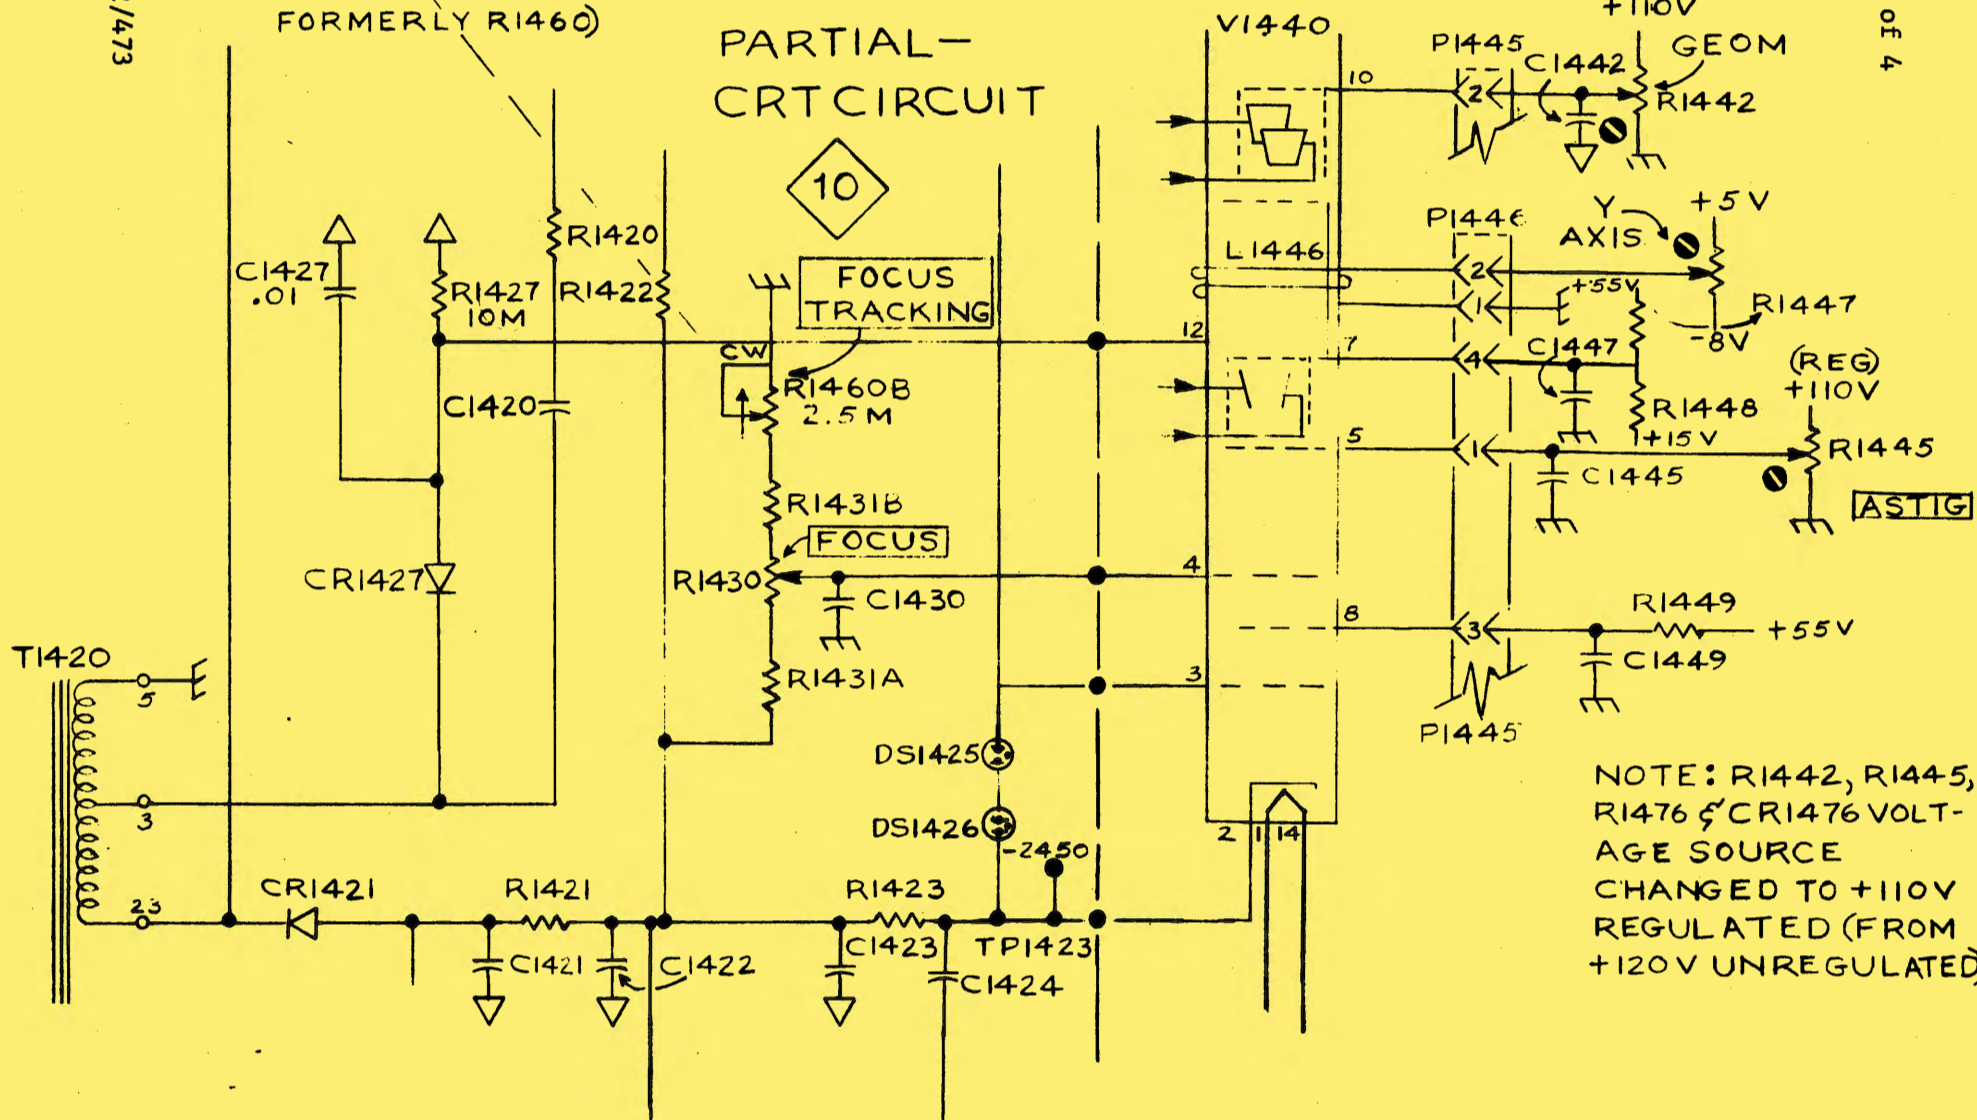 /473
FORMERLY R1460)
PARTIAL-
CRT CIRCUIT
10
V1440
+110V
of 4
P1445
C1442
GEOM
R1442
10
2
C1427
.01
R1427
10M
R1420
R1422
FOCUS
TRACKING
L1446
P1446
2
Y
AXIS
+5V
+55V
R1447
-8V
1
12
7
4
C1447
(REG)
+110V
CW
R1460B
2.5M
C1420
R1448
+15V
5
1
C1445
R1445
ASTIG
R1431B
FOCUS
CR1427
R1430
C1430
4
8
3
R1449
+55V
C1449
T1420
5
R1431A
3
P1445
DS1425
3
DS1426
-2450
2
1
14
NOTE: R1442, R1445,
R1476 & CR1476 VOLT-
AGE SOURCE
CHANGED TO +110V
REGULATED (FROM
+120V UNREGULATED)
23
CR1421
R1421
R1423
C1421
C1422
C1423
TP1423
C1424